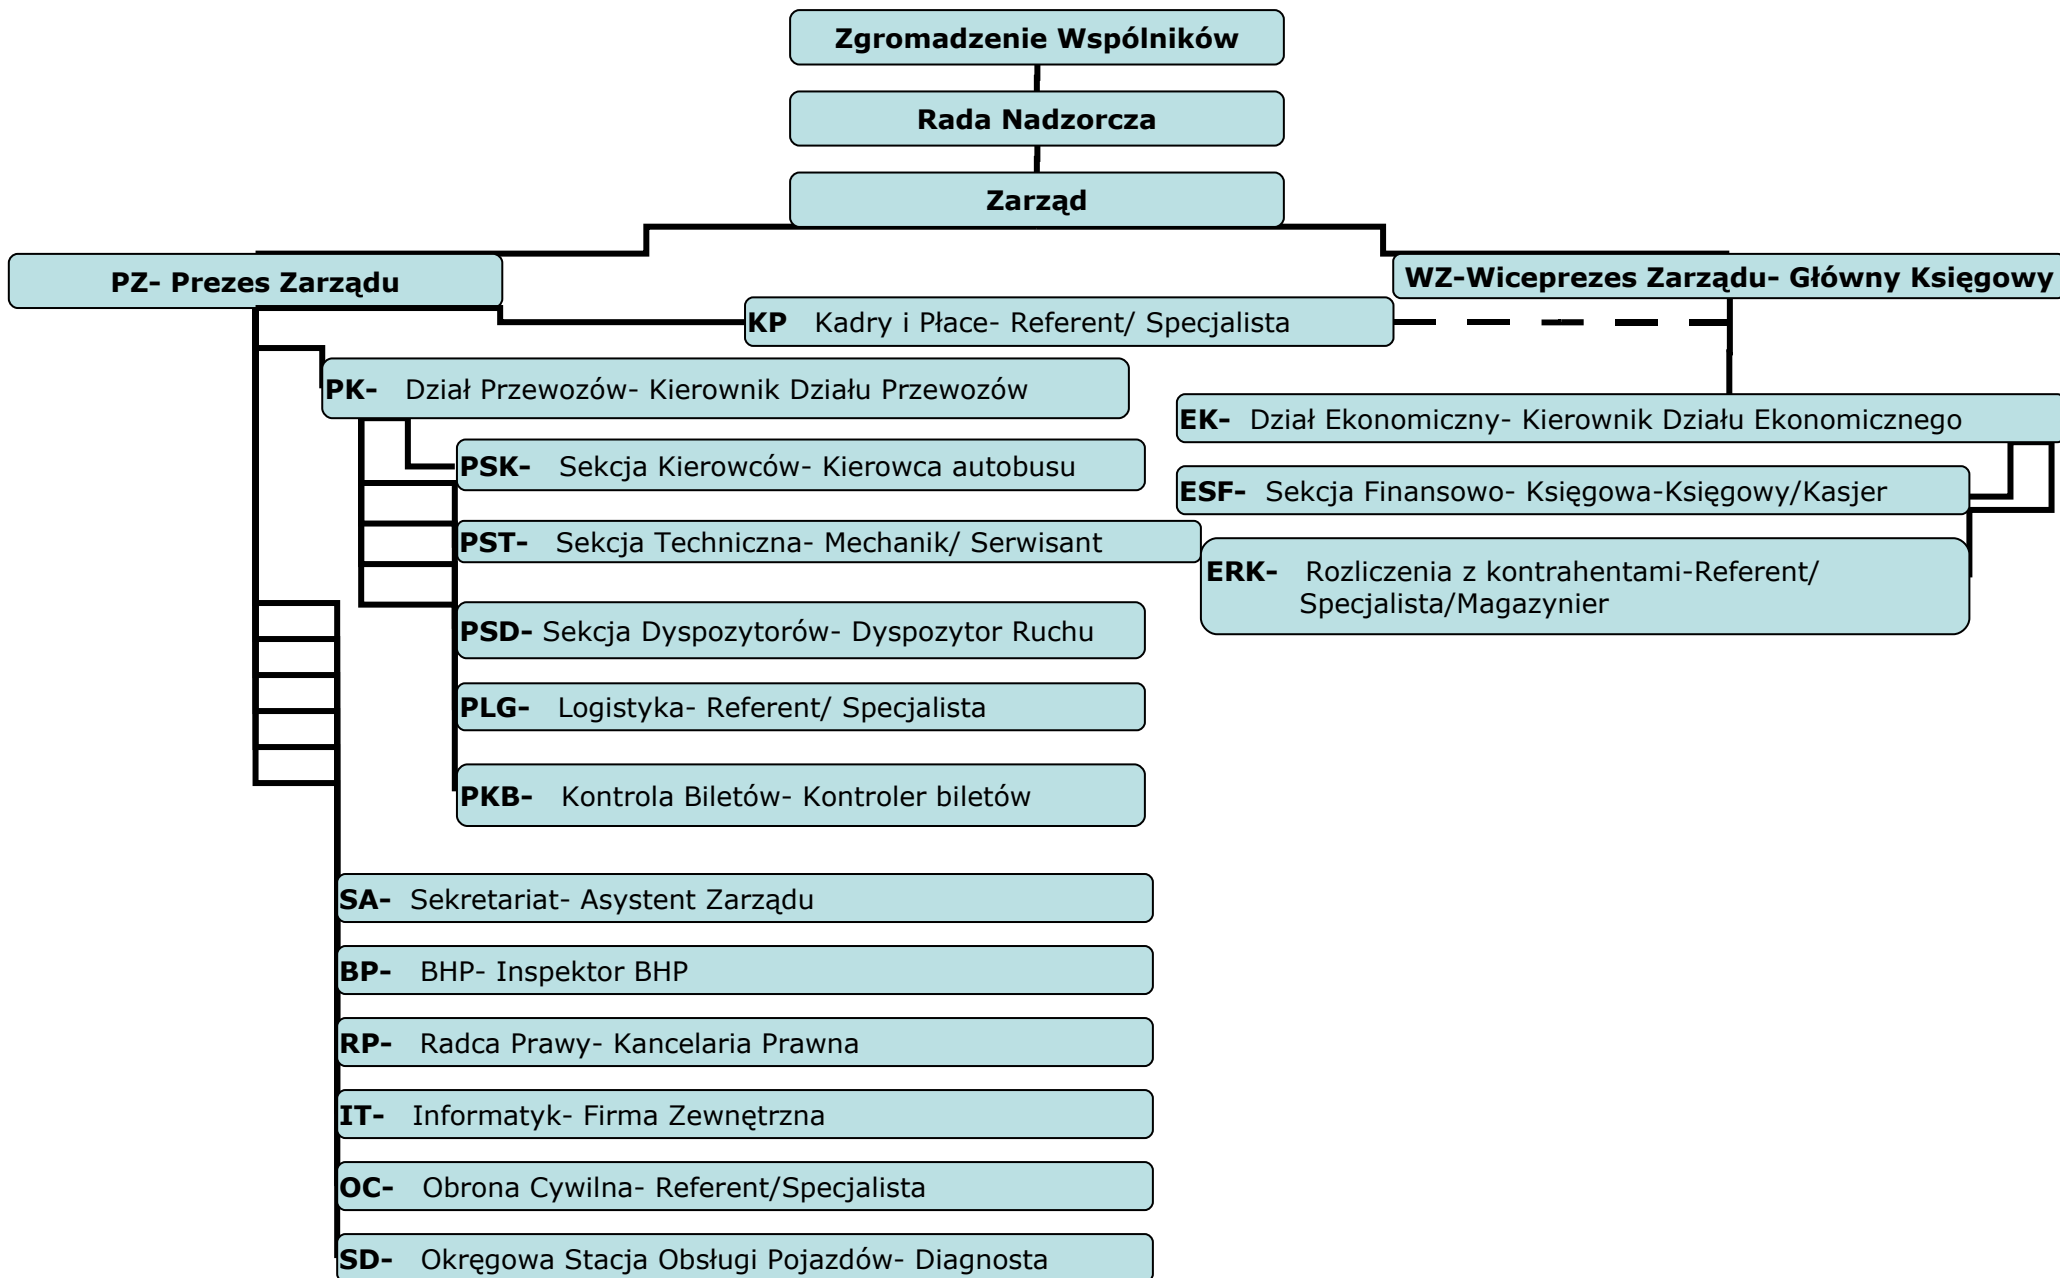 Zgromadzenie Wspólników
Rada Nadzorcza
Zarząd
PZ- Prezes Zarządu
WZ-Wiceprezes Zarządu- Główny Księgowy
KP Kadry i Płace- Referent/ Specjalista
PK- Dział Przewozów- Kierownik Działu Przewozów
EK- Dział Ekonomiczny- Kierownik Działu Ekonomicznego
PSK- Sekcja Kierowców- Kierowca autobusu
ESF- Sekcja Finansowo- Księgowa-Księgowy/Kasjer
PST- Sekcja Techniczna- Mechanik/ Serwisant
ERK- Rozliczenia z kontrahentami-Referent/
Specjalista/Magazynier
PSD- Sekcja Dyspozytorów- Dyspozytor Ruchu
PLG- Logistyka- Referent/ Specjalista
PKB- Kontrola Biletów- Kontroler biletów
SA- Sekretariat- Asystent Zarządu
BP- BHP- Inspektor BHP
RP- Radca Prawy- Kancelaria Prawna
IT- Informatyk- Firma Zewnętrzna
OC- Obrona Cywilna- Referent/Specjalista
SD- Okręgowa Stacja Obsługi Pojazdów- Diagnosta